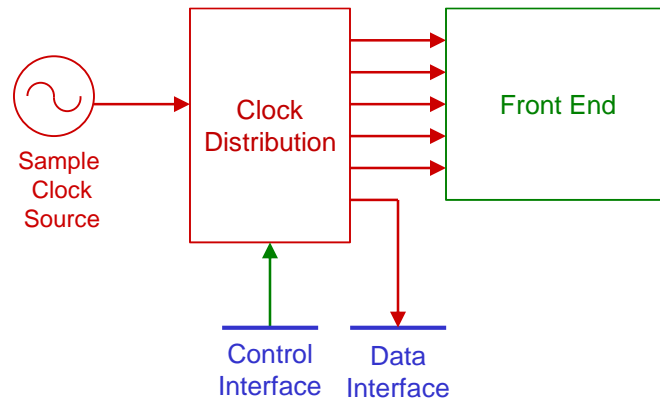 Sample
Clock
Source
Clock
Distribution
Front End
Control
Interface
Data
Interface